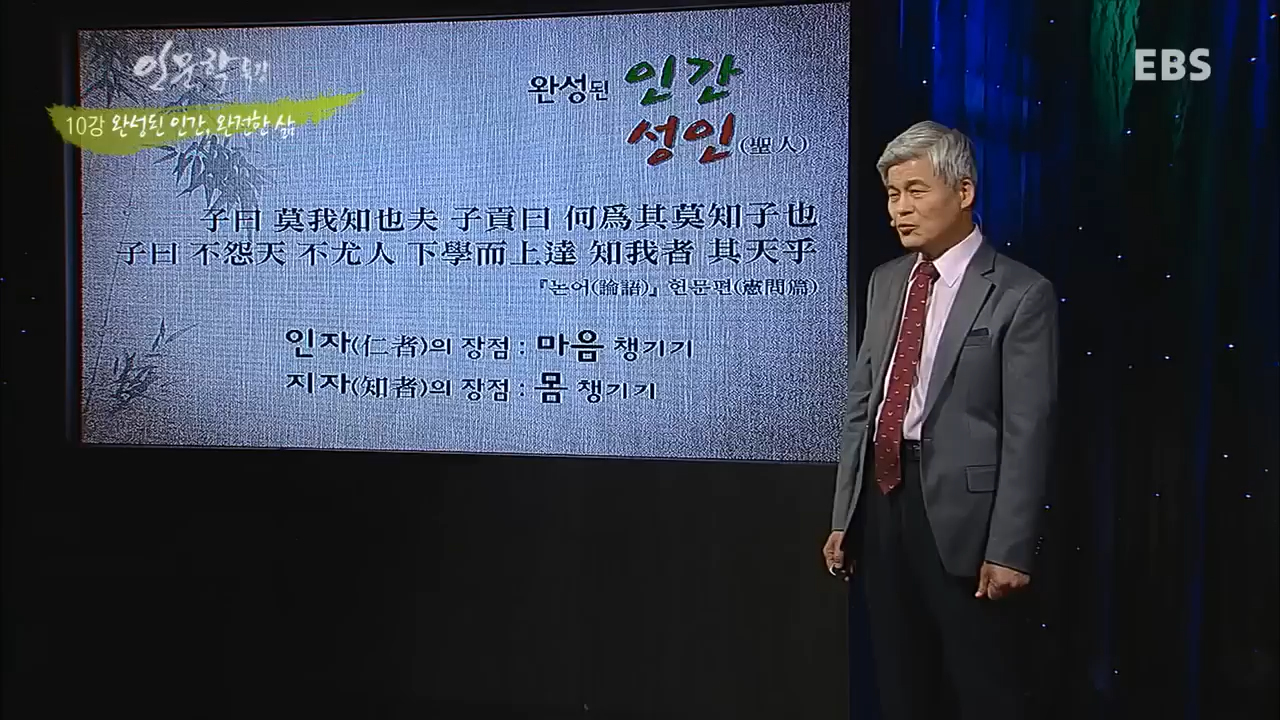 인문학 특강
10강 완성된 인간, 완전한 삶
EBS
완성된 인간
성인(聖人)
子曰 莫我知也夫 子貢曰 何爲其莫知子也
子曰 不怨天 不尤人 下學而上達 知我者 其天乎
『논어(論語)』 헌문편(憲問篇)
인자(仁者)의 장점 : 마음 챙기기
지자(知者)의 장점 : 몸 챙기기